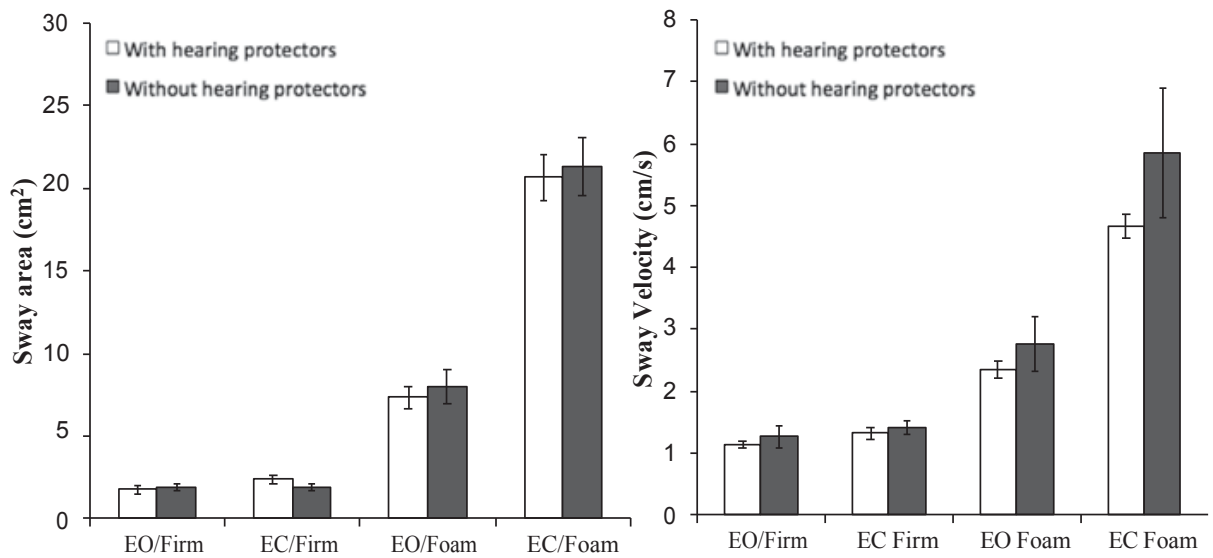 30
25
20
15
10
5
0
Sway area (cm²)
With hearing protectors
Without hearing protectors
EO/Firm EC/Firm EO/Foam EC/Foam
8
7
6
5
4
3
2
1
0
Sway Velocity (cm/s)
With hearing protectors
Without hearing protectors
EO/Firm EC Firm EO Foam EC Foam